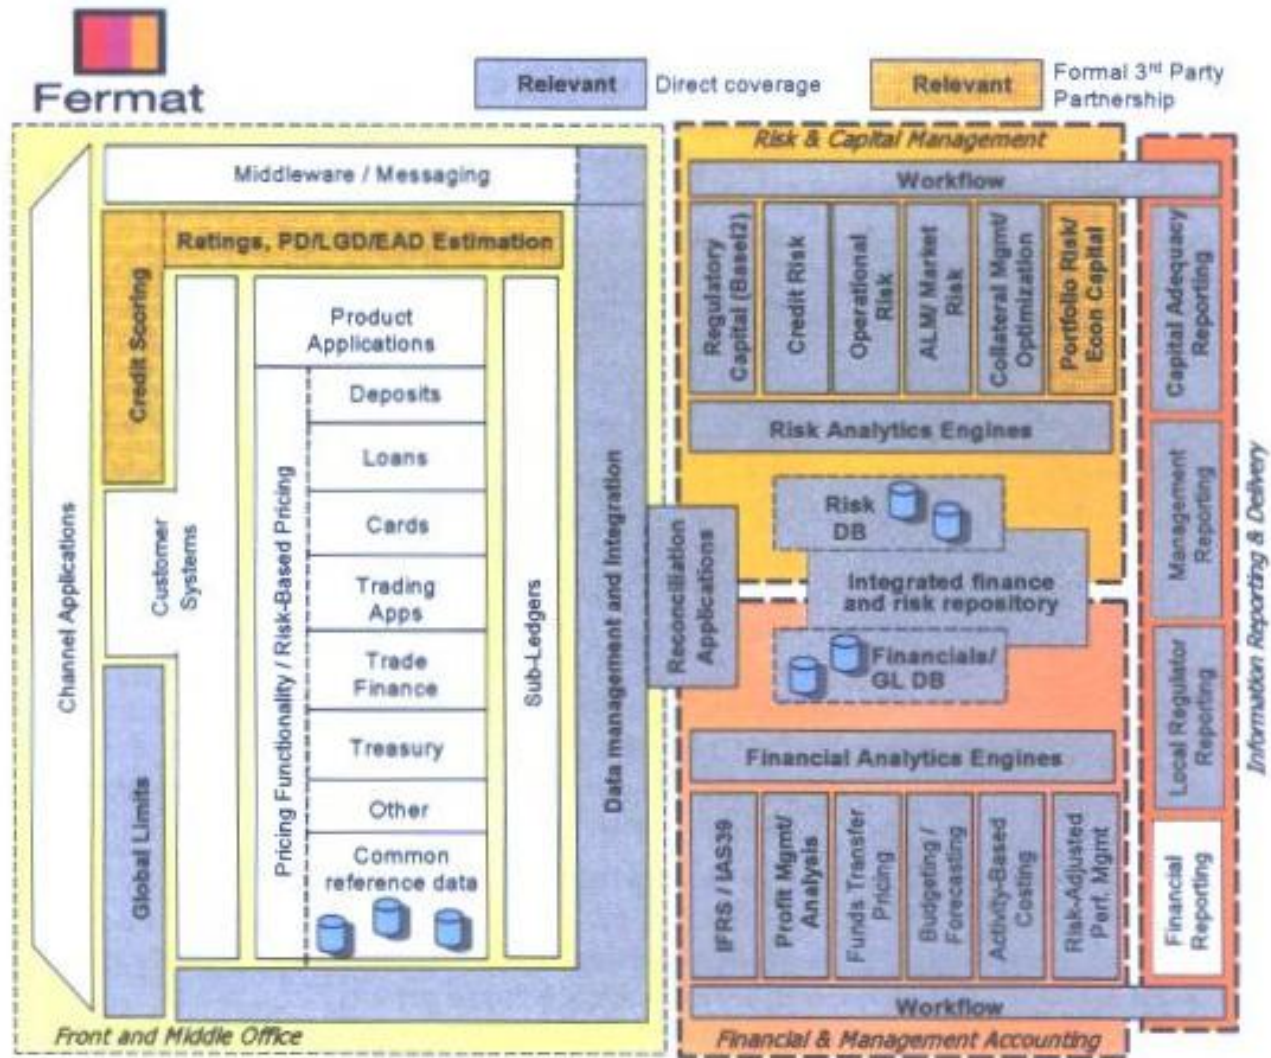 Fermat
Relevant
Direct coverage
Relevant
Formal 3rd Party
Partnership
Middleware / Messaging
Ratings, PD/LGD/EAD Estimation
Credit Scoring
Channel Applications
Customer
Systems
Global Limits
Pricing Functionality / Risk-Based Pricing
Product
Applications
Deposits
Loans
Cards
Trading
Apps
Trade
Finance
Treasury
Other
Common
reference data
Sub-Ledgers
Data management and Integration
Front and Middle Office
Reconciliation
Applications
Risk & Capital Management
Workflow
Regulatory
Capital (Basel2)
Credit Risk
Operational
Risk
ALM/ Market
Risk
Collateral Mgmt/
Optimization
Portfolio Risk/
Econ Capital
Risk Analytics Engines
Risk
DB
Integrated finance
and risk repository
Financials/
GL DB
Financial Analytics Engines
IFRS / IAS39
Profit Mgmt/
Analysis
Funds Transfer
Pricing
Budgeting /
Forecasting
Activity-Based
Costing
Risk-Adjusted
Perf. Mgmt
Workflow
Financial & Management Accounting
Capital Adequacy
Reporting
Management
Reporting
Local Regulator
Reporting
Financial
Reporting
Information Reporting & Delivery